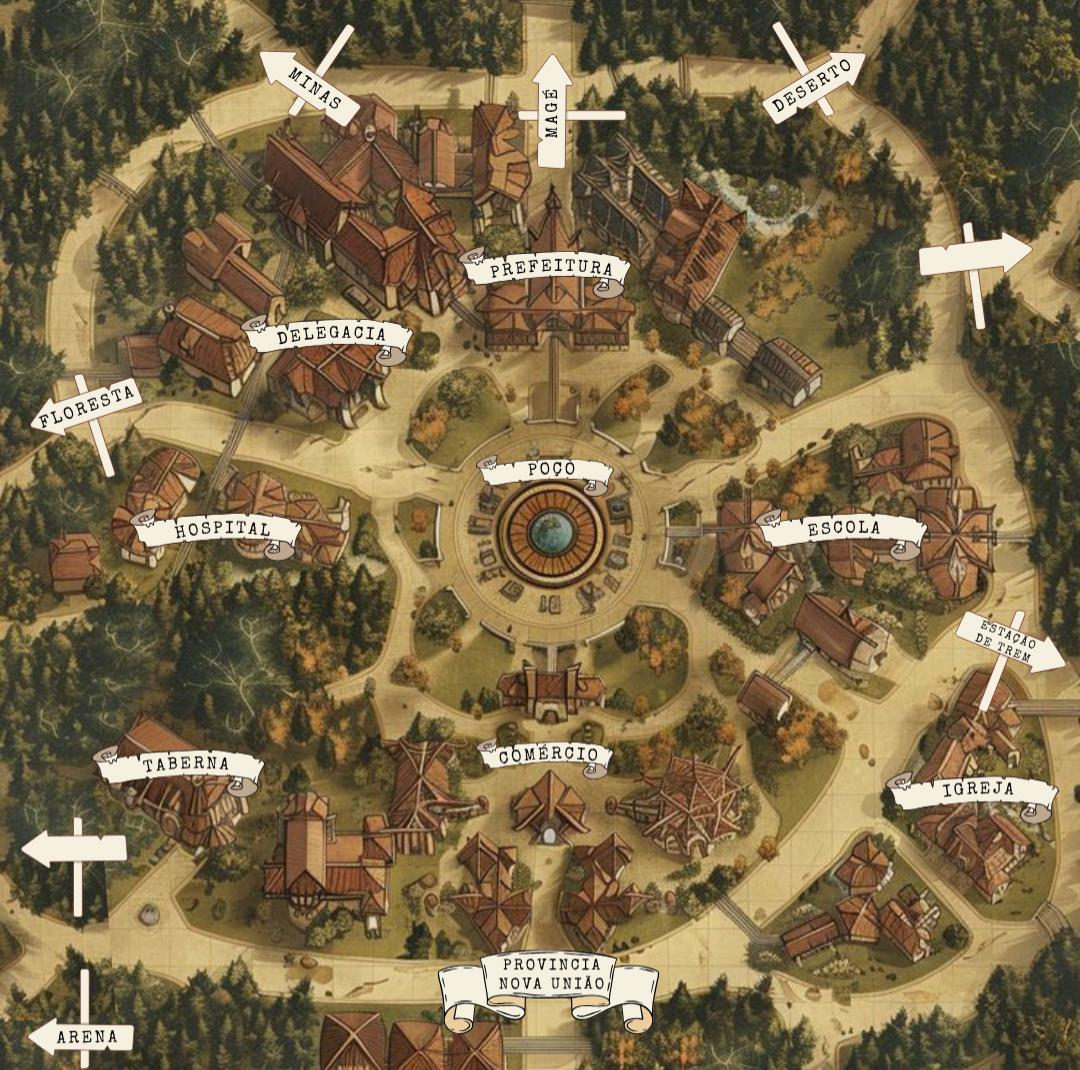 MINAS
MAGÉ
DESERTO
PREFEITURA
DELEGACIA
FLORESTA
POÇO
HOSPITAL
ESCOLA
ESTAÇÃO
DE TREM
TABERNA
COMÉRCIO
IGREJA
PROVINCIA
NOVA UNIÃO
ARENA